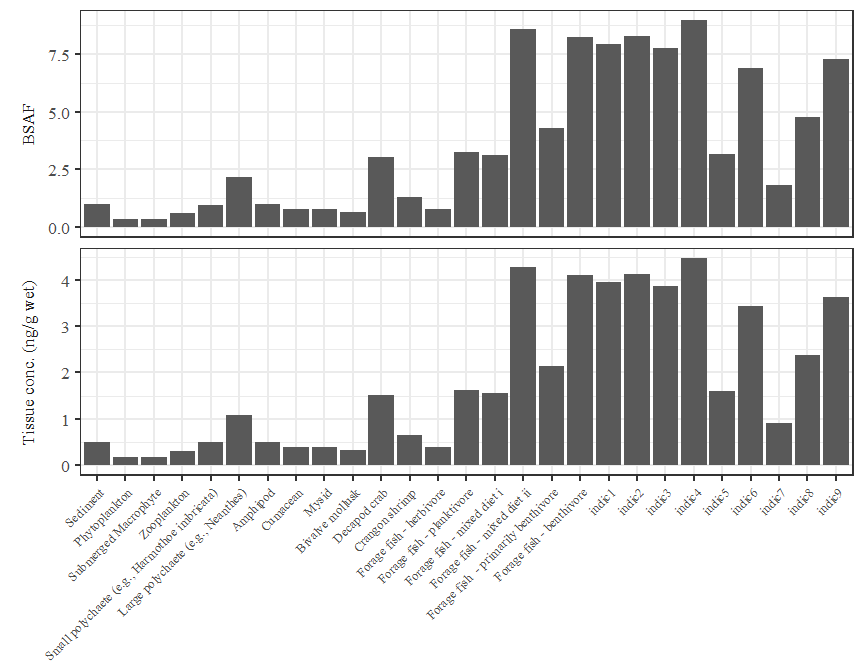 BSAF
7.5
5.0
2.5
0.0
Tissue conc. (ng/g wet)
4
3
2
1
0
Sediment
Phytoplankton
Submerged Macrophyte
Zooplankton
Small polychaete (e.g., Harmothoe imbricata)
Large polychaete (e.g., Neanthes)
Amphipod
Cumacean
Mysid
Bivalve mollusk
Decapod crab
Crangon shrimp
Forage fish - herbivore
Forage fish - planktivore
Forage fish - mixed diet i
Forage fish - mixed diet ii
Forage fish - primarily benthivore
Forage fish - benthivore
indic1
indic2
indic3
indic4
indic5
indic6
indic7
indic8
indic9